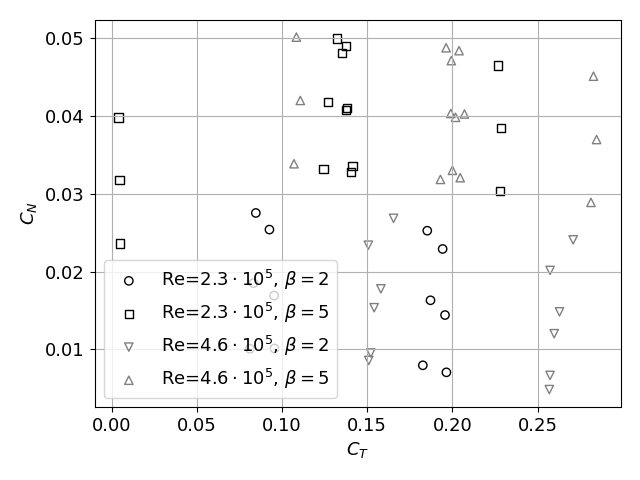 0.05
0.04
0.03
0.02
0.01
C_N
Re=2.3 · 10^5, β = 2
Re=2.3 · 10^5, β = 5
Re=4.6 · 10^5, β = 2
Re=4.6 · 10^5, β = 5
0.00 0.05 0.10 0.15 0.20 0.25
C_T